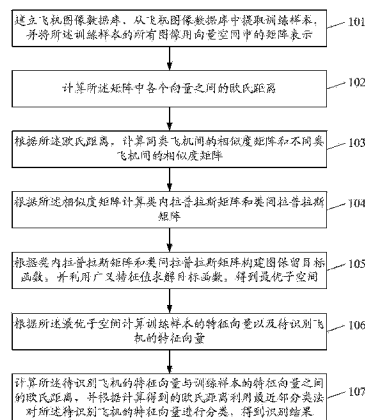 建立飞机图像数据库，从飞机图像数据库中提取训练样本，
并将所述训练样本的所有图像用向量空间中的矩阵表示
101
计算所述矩阵中各个向量之间的欧氏距离
102
根据所述欧氏距离，计算同类飞机间的相似度矩阵和不同类
飞机间的相似度矩阵
103
根据所述相似度矩阵计算类内拉普拉斯矩阵和类间拉普拉斯
矩阵
104
根据类内拉普拉斯矩阵和类间拉普拉斯矩阵构建图保留目标
函数，并利用广义特征值求解目标函数，得到最优子空间
105
根据所述最优子空间计算训练样本的特征向量以及待识别飞
机的特征向量
106
计算所述待识别飞机的特征向量与训练样本的特征向量之间
的欧氏距离，并根据计算得到的欧氏距离利用最近部分类法
对所述待识别飞机的特征向量进行分类，得到识别结果
107